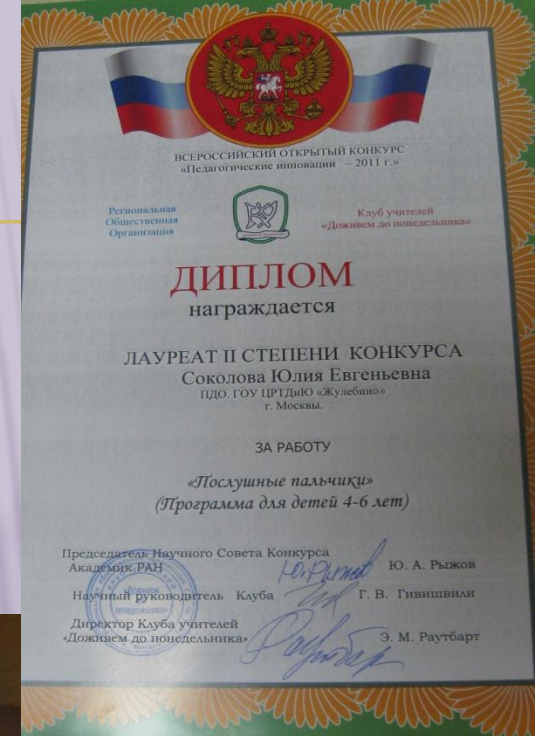 ВСЕРОССИЙСКИЙ ОТКРЫТЫЙ КОНКУРС
«Педагогические инновации – 2011 г.»
Региональная
Общественная
Организация
Клуб учителей
«Доживем до понедельника»
ДИПЛОМ
награждается
ЛАУРЕАТ II СТЕПЕНИ КОНКУРСА
Соколова Юлия Евгеньевна
ПДО. ГОУ ЦРТДиЮ «Жулебино»
г. Москвы.
ЗА РАБОТУ
«Послушные пальчики»
(Программа для детей 4-6 лет)
Председатель Научного Совета Конкурса
Академик РАН Ю. А. Рыжов
Научный руководитель Клуба Г. В. Гивишвили
Директор Клуба учителей
«Доживем до понедельника» Э. М. Раутбарт